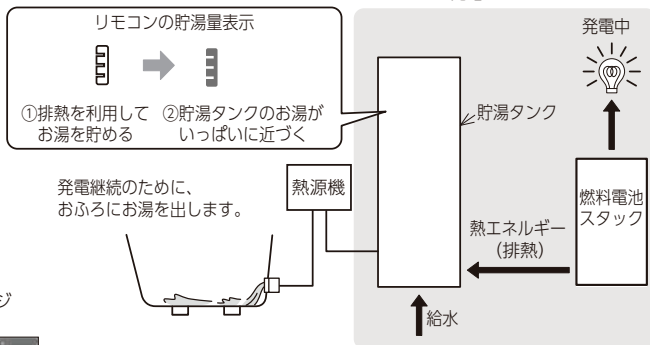 リモコンの貯湯量表示
①排熱を利用して
お湯を貯める
②貯湯タンクのお湯が
いっぱいに近づく
発電中
貯湯タンク
発電継続のために、
おふろにお湯を出します。
熱源機
燃料電池
スタック
熱エネルギー
(排熱)
給水
ジ